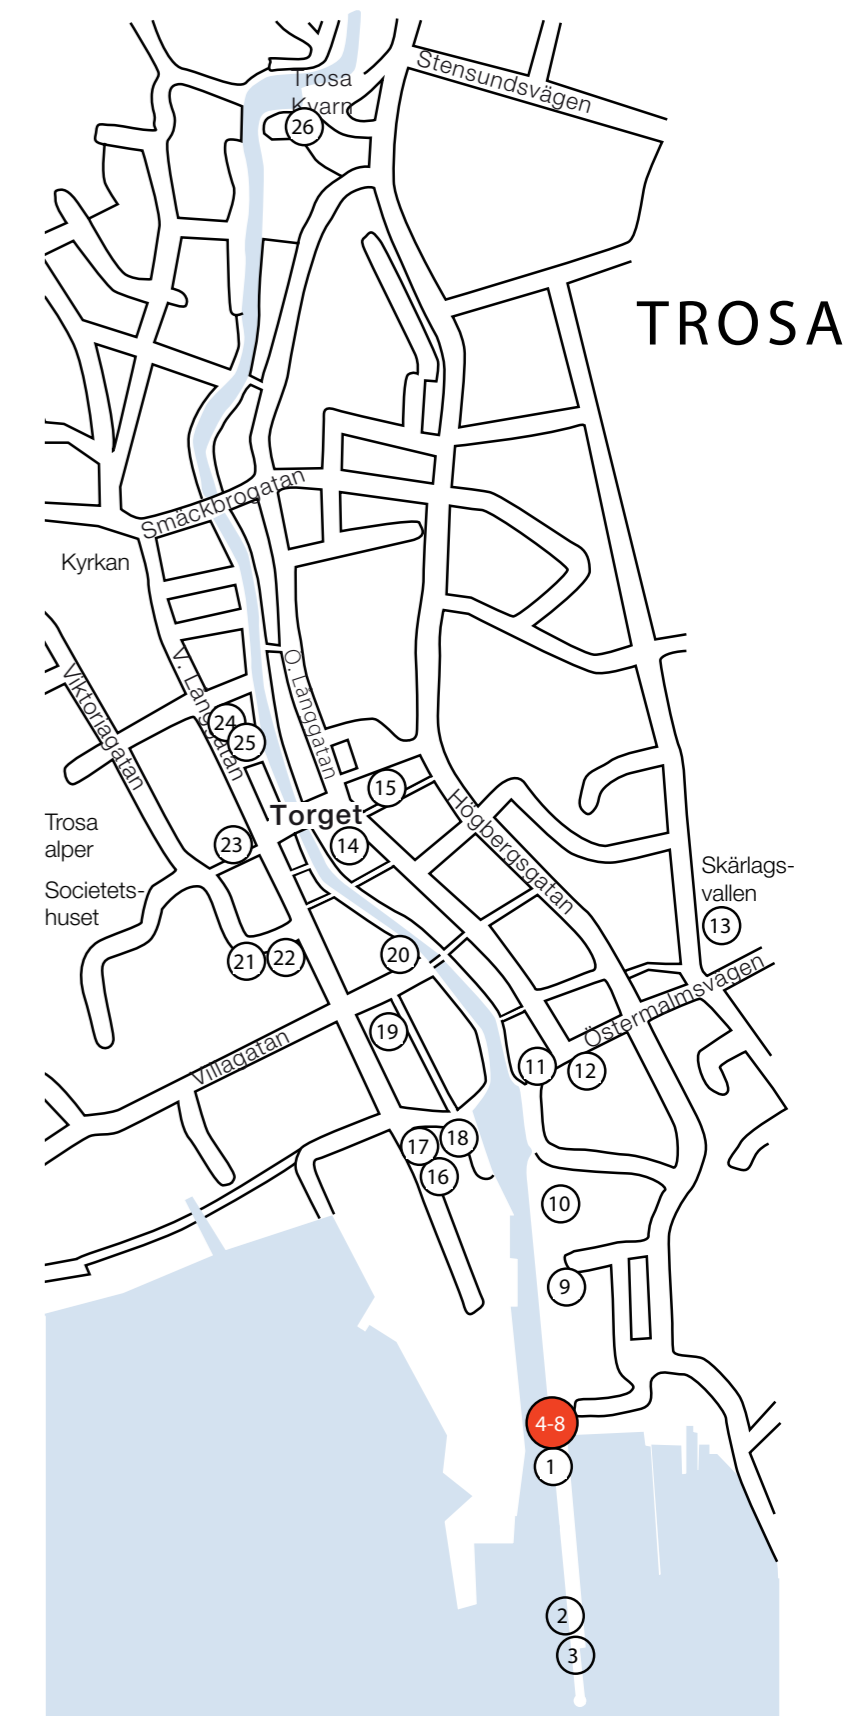 Trosa
Kvarn
26
Stensundsvägen
TROSA
Smäckbrogatan
Kyrkan
Viktoriagatan
V. Långgatan
Ö. Långgatan
24
25
15
Torget
14
Högbergsgatan
Trosa
alper
23
Societets-
huset
Skärlags-
vallen
13
21
22
20
Östermalmsvägen
19
Villagatan
11
12
17
18
16
10
9
4-8
1
2
3